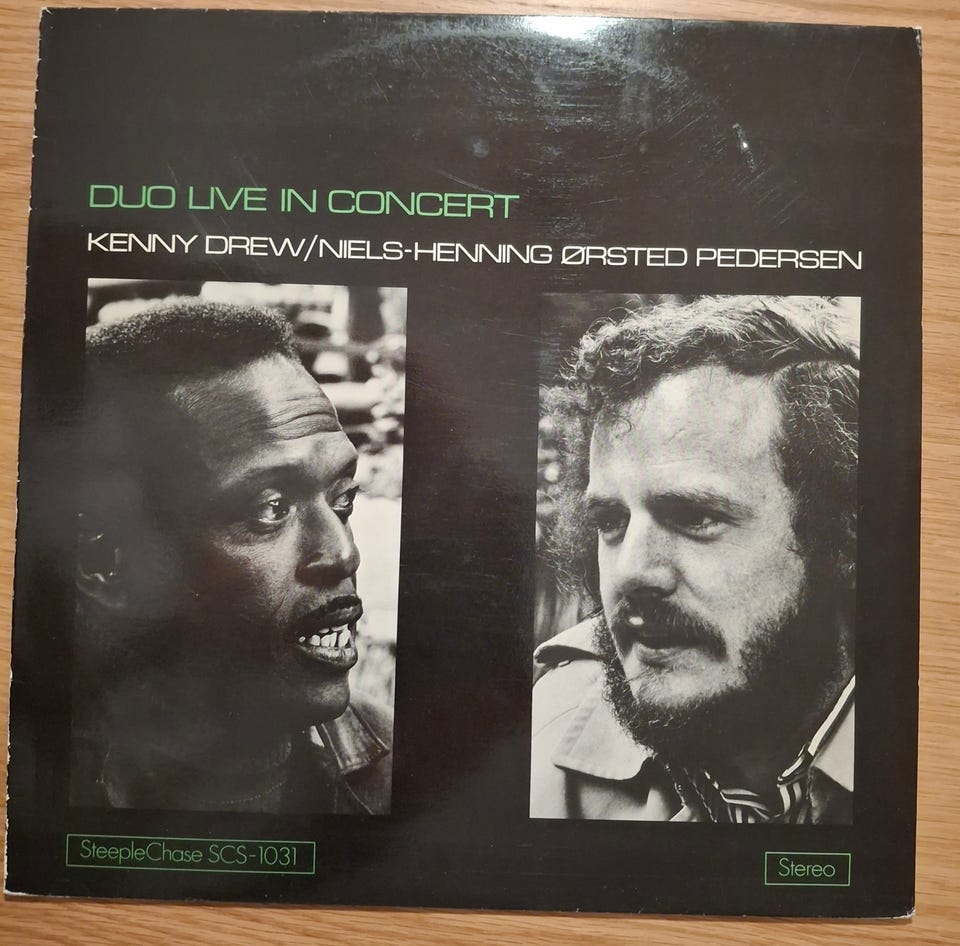 DUO LIVE IN CONCERT
KENNY DREW/NIELS-HENNING ØRSTED PEDERSEN
SteepleChase SCS-1031
Stereo